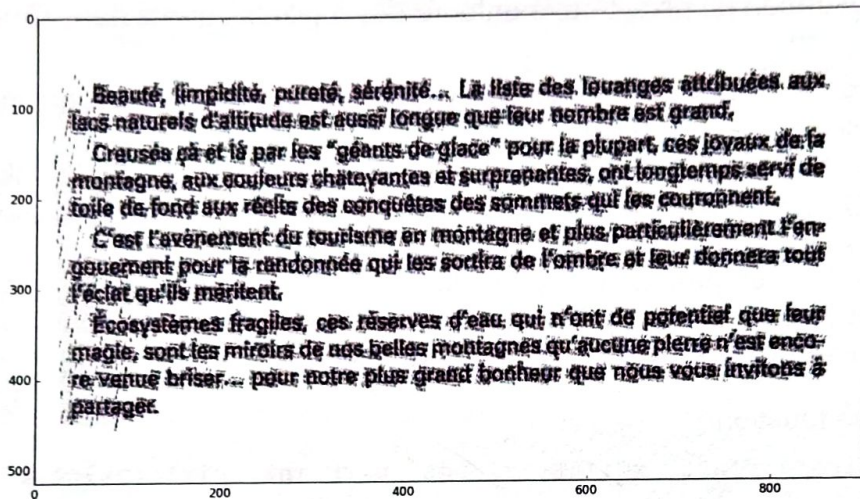 0
100
200
300
400
500
0
200
400
600
800
Beauté, limpidité, pureté, sérénité... La liste des louanges attribuées aux
lacs naturels d'altitude est aussi longue que leur nombre est grand.
Creusés çà et là par les "géants de glace" pour la plupart, ces joyaux de la
montagne, aux couleurs chatoyantes et surprenantes, ont longtemps servi de
toile de fond aux récits des conquêtes des sommets qui les couronnent.
C'est l'avènement du tourisme en montagne et plus particulièrement l'en-
gouement pour la randonnée qui les sortira de l'ombre et leur donnera tout
l'éclat qu'ils méritent.
Écosystèmes fragiles, ces réserves d'eau qui n'ont de potentiel que leur
magie, sont les miroirs de nos belles montagnes qu'aucune pierre n'est enco-
re venue briser... pour notre plus grand bonheur que nous vous invitons à
partager.